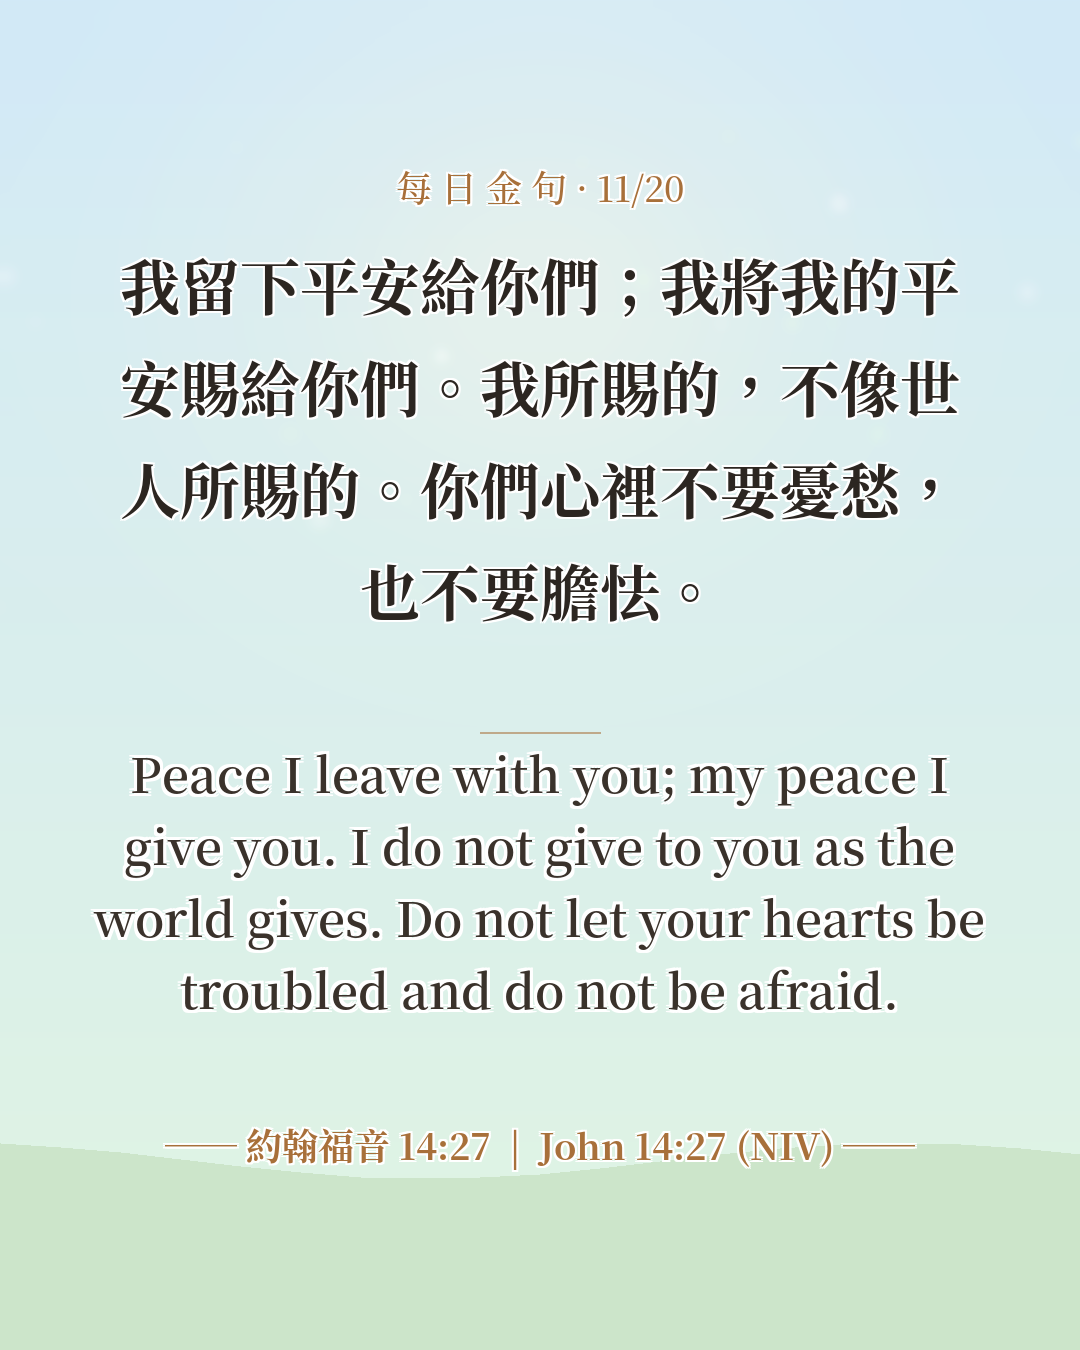 每日金句 · 11/20
我留下平安給你們；我將我的平
安賜給你們。我所賜的，不像世
人所賜的。你們心裡不要憂愁，
也不要膽怯。
Peace I leave with you; my peace I
give you. I do not give to you as the
world gives. Do not let your hearts be
troubled and do not be afraid.
—— 約翰福音 14:27 | John 14:27 (NIV) ——